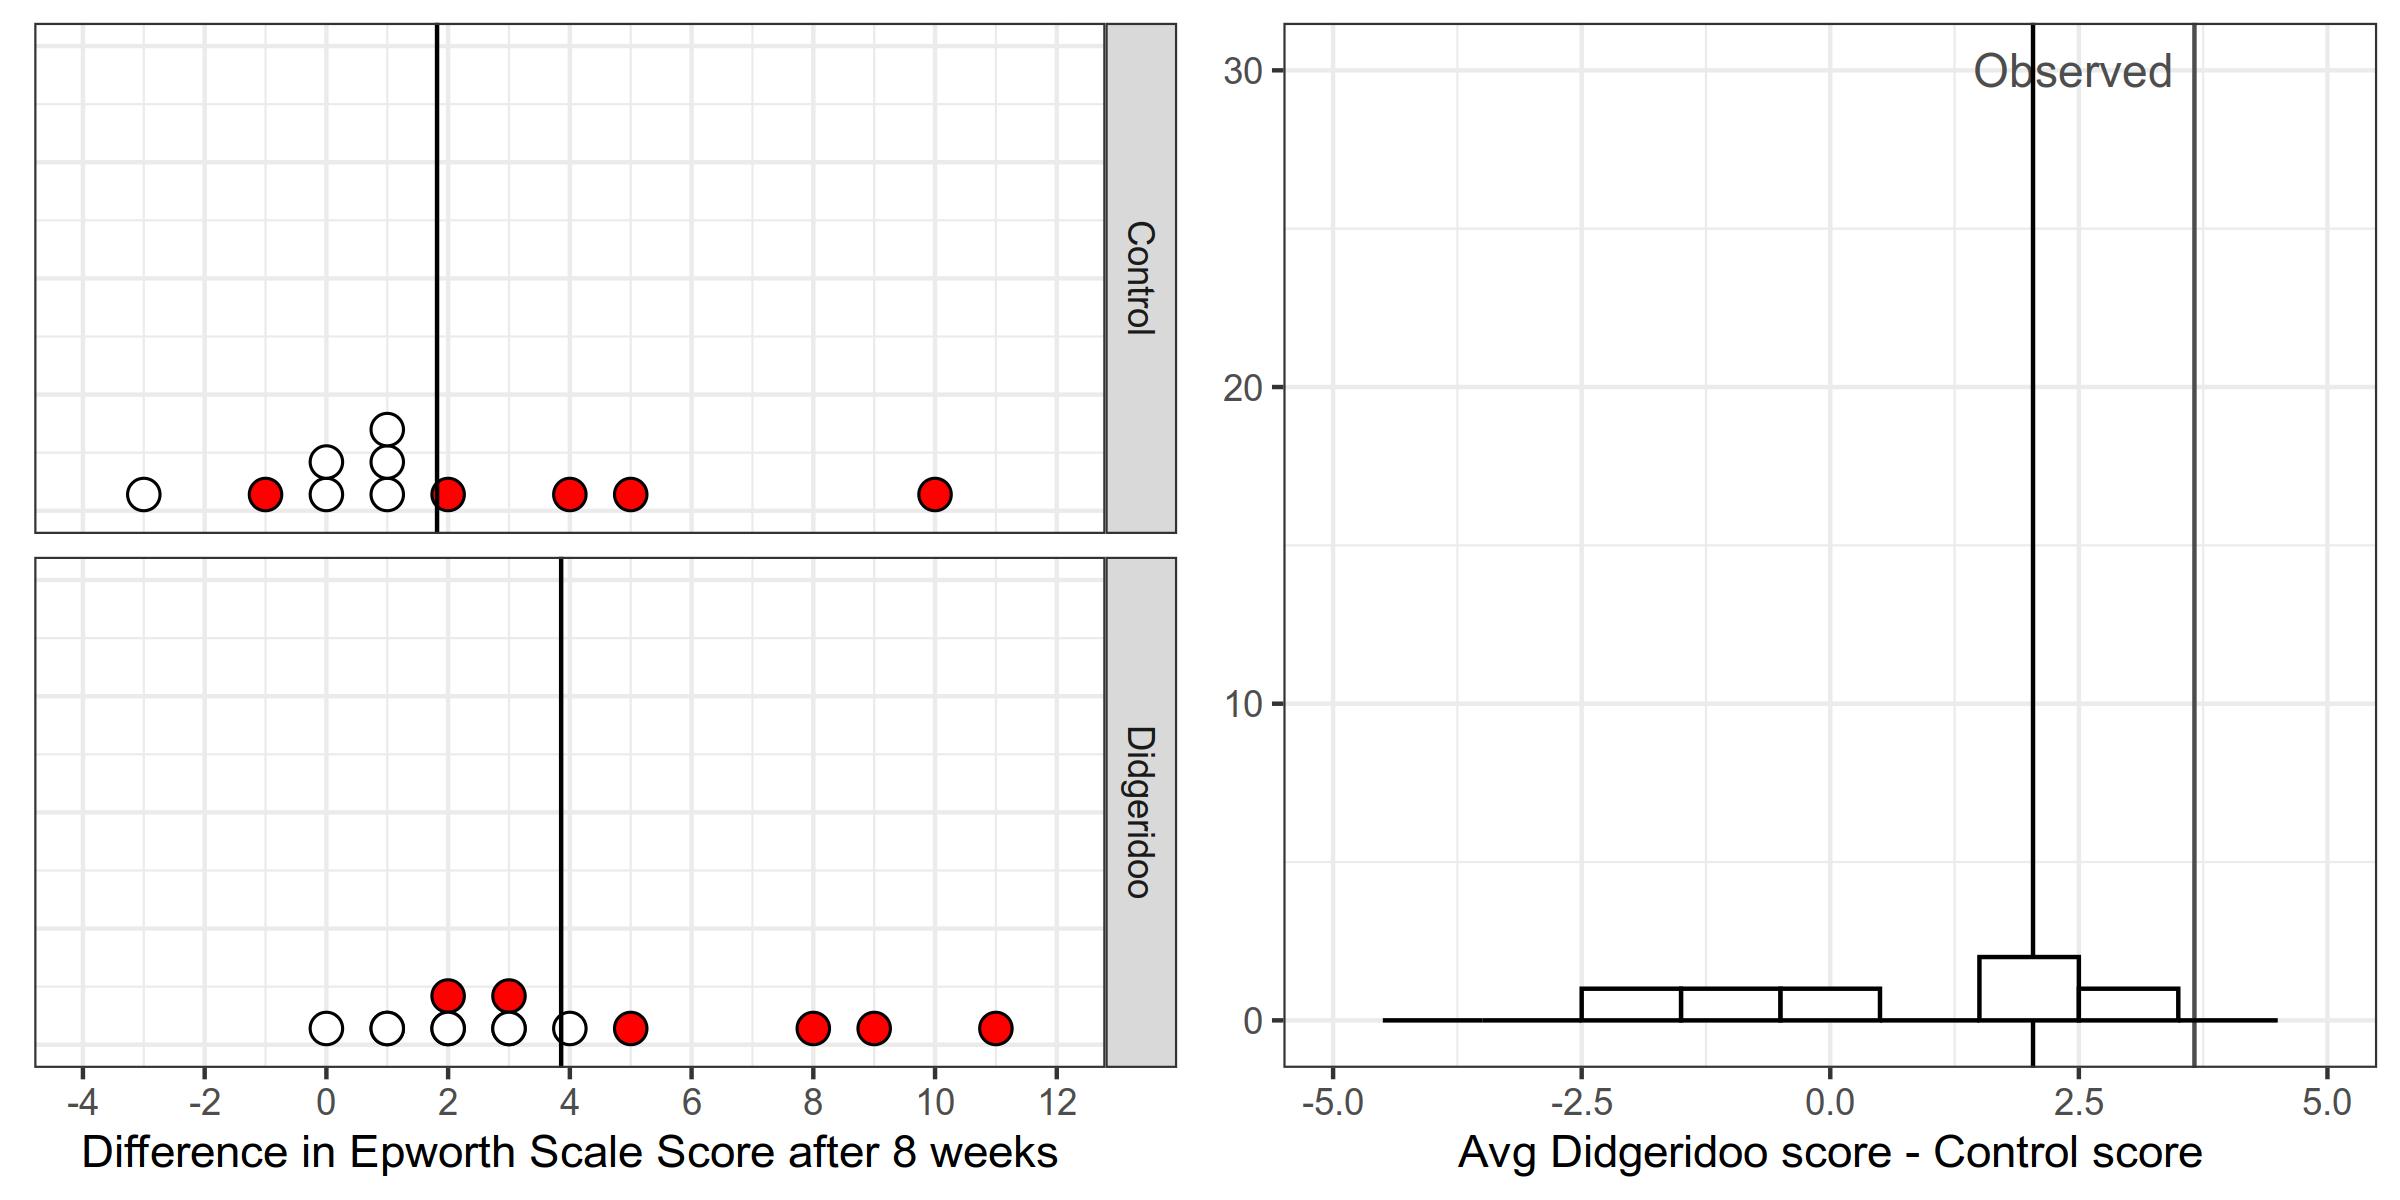 Control
Didgeridoo
-4 -2 0 2 4 6 8 10 12
Difference in Epworth Scale Score after 8 weeks
Observed
30
20
10
0
-5.0 -2.5 0.0 2.5 5.0
Avg Didgeridoo score - Control score